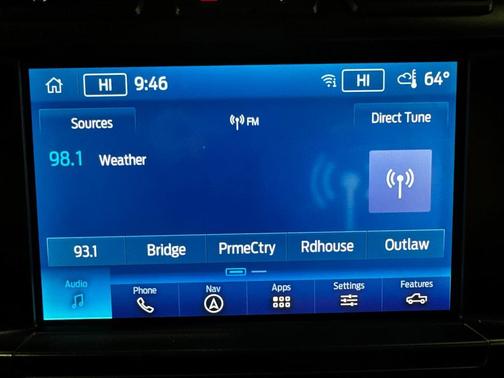 HI 9:46 HI 64°
Sources FM Direct Tune
98.1 Weather
93.1 Bridge PrmeCtry Rdhouse Outlaw
Audio Phone Nav Apps Settings Features